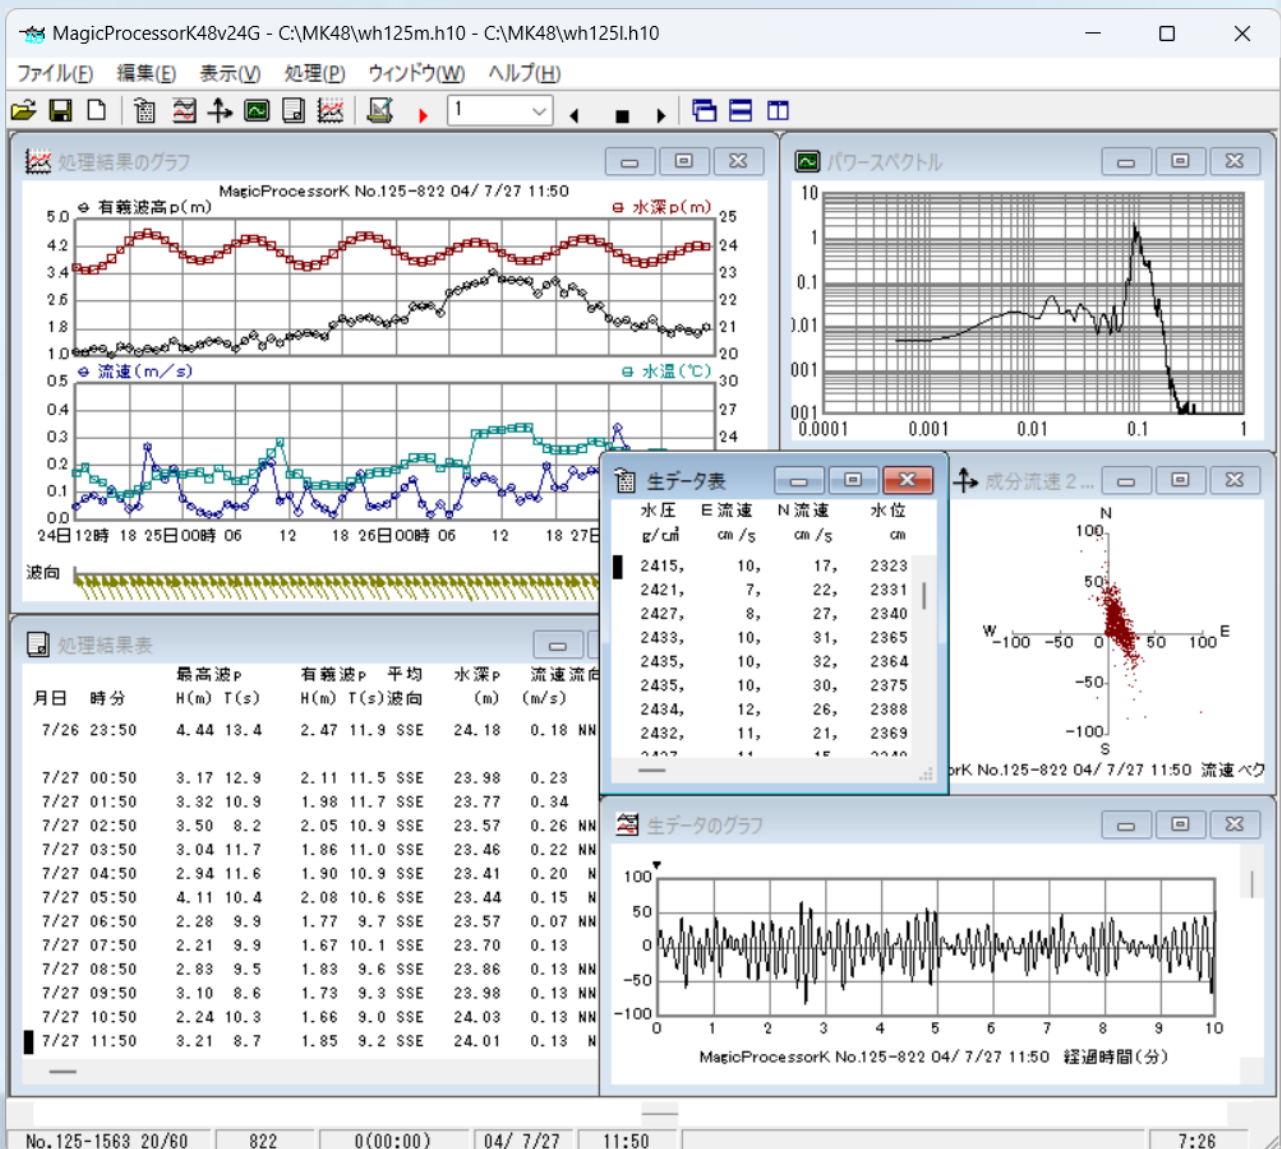 MagicProcessorK48v24G - C:\MK48\wh125m.h10 - C:\MK48\wh125l.h10
ファイル(F) 編集(E) 表示(V) 処理(P) ウィンドウ(W) ヘルプ(H)
1
処理結果のグラフ
MagicProcessorK No.125-822 04/ 7/27 11:50
有義波高p(m) 水深p(m)
5.0 25
4.2 24
3.4 23
2.6 22
1.8 21
1.0 20
流速(m/s) 水温(℃)
0.5 30
0.4 27
0.3 24
0.2
0.1
0.0
24日12時 18 25日00時 06 12 18 26日00時 06 12 18 27日
波向
パワースペクトル
10
1
0.1
0.01
001
001
0.0001 0.001 0.01 0.1 1
生データ表
水圧 E流速 N流速 水位
g/c㎡ cm/s cm/s cm
2415, 10, 17, 2323
2421, 7, 22, 2331
2427, 8, 27, 2340
2433, 10, 31, 2365
2435, 10, 32, 2364
2435, 10, 30, 2375
2434, 12, 26, 2388
2432, 11, 21, 2369
成分流速2...
N
100
50
W -100 -50 0 50 100 E
-50
-100
S
orK No.125-822 04/ 7/27 11:50 流速ベク
処理結果表
最高波p 有義波p 平均 水深p 流速流向
月日 時分 H(m) T(s) H(m) T(s)波向 (m) (m/s)
7/26 23:50 4.44 13.4 2.47 11.9 SSE 24.18 0.18 NN
7/27 00:50 3.17 12.9 2.11 11.5 SSE 23.98 0.23
7/27 01:50 3.32 10.9 1.98 11.7 SSE 23.77 0.34
7/27 02:50 3.50 8.2 2.05 10.9 SSE 23.57 0.26 NN
7/27 03:50 3.04 11.7 1.86 11.0 SSE 23.46 0.22 NN
7/27 04:50 2.94 11.6 1.90 10.9 SSE 23.41 0.20 N
7/27 05:50 4.11 10.4 2.08 10.6 SSE 23.44 0.15 N
7/27 06:50 2.28 9.9 1.77 9.7 SSE 23.57 0.07 NN
7/27 07:50 2.21 9.9 1.67 10.1 SSE 23.70 0.13
7/27 08:50 2.83 9.5 1.83 9.6 SSE 23.86 0.13 NN
7/27 09:50 3.10 8.6 1.73 9.3 SSE 23.98 0.13 NN
7/27 10:50 2.24 10.3 1.66 9.0 SSE 24.03 0.13 NN
7/27 11:50 3.21 8.7 1.85 9.2 SSE 24.01 0.13 N
生データのグラフ
100
50
0
-50
-100
0 1 2 3 4 5 6 7 8 9 10
MagicProcessorK No.125-822 04/ 7/27 11:50 経過時間(分)
No.125-1563 20/60 822 0(00:00) 04/ 7/27 11:50 7:26